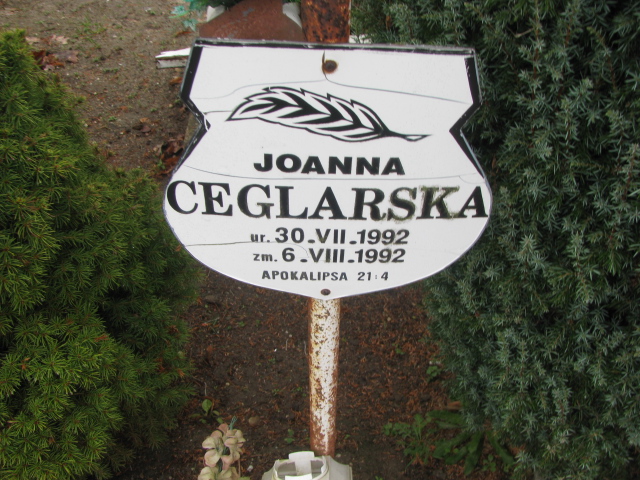 JOANNA
CEGLARSKA
ur. 30-VII-1992
zm. 6-VIII-1992
APOKALIPSA 21:4